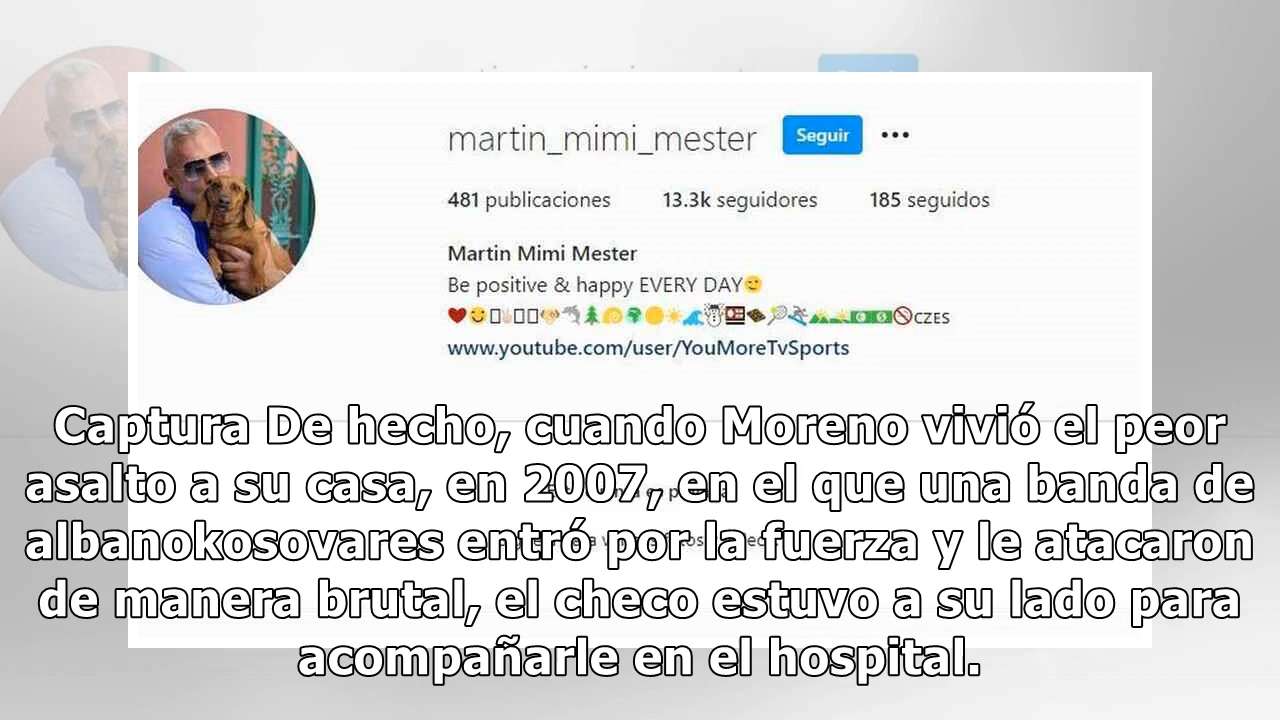 martin_mimi_mester Seguir •••
481 publicaciones 13.3k seguidores 185 seguidos
Martin Mimi Mester
Be positive & happy EVERY DAY😊
CZES
www.youtube.com/user/YouMoreTvSports
Captura De hecho, cuando Moreno vivió el peor
asalto a su casa, en 2007, en el que una banda de
albanokosovares entró por la fuerza y le atacaron
de manera brutal, el checo estuvo a su lado para
acompañarle en el hospital.